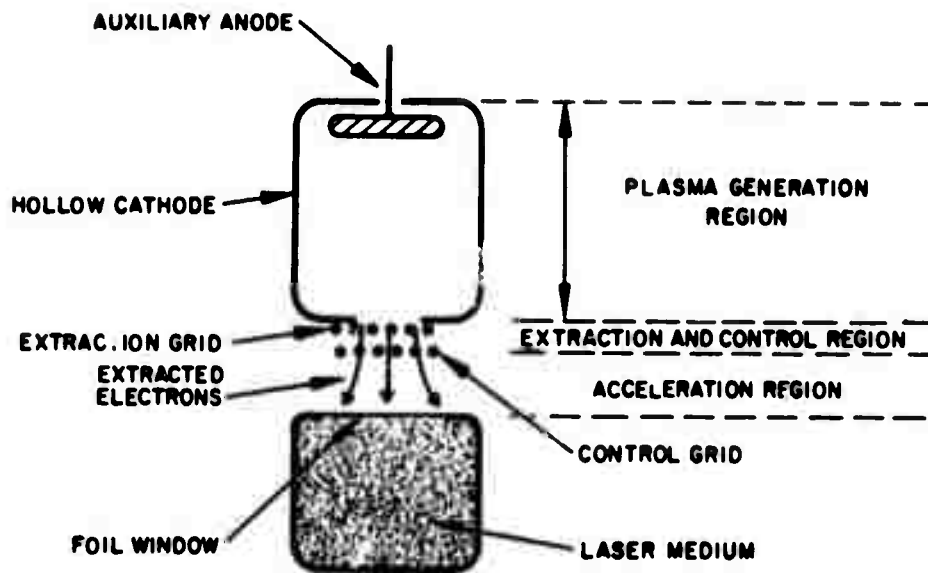 AUXILIARY ANODE
HOLLOW CATHODE
PLASMA GENERATION
REGION
EXTRAC.ION GRID
EXTRACTION AND CONTROL REGION
EXTRACTED
ELECTRONS
ACCELERATION REGION
CONTROL GRID
FOIL WINDOW
LASER MEDIUM